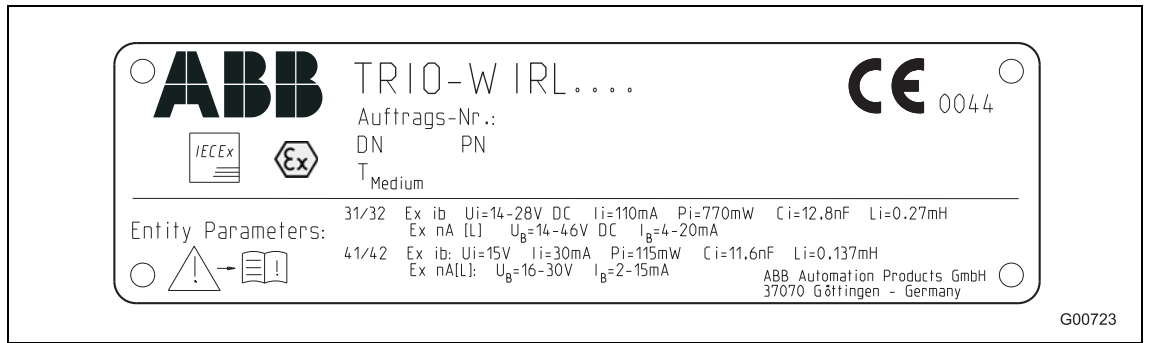 ABB
TRIO-WIRL....
CE 0044
Auftrags-Nr.:
IECEx
Ex
DN PN
TMedium
Entity Parameters:
31/32 Ex ib Ui=14-28V DC Ii=110mA Pi=770mW Ci=12,8nF Li=0.27mH
Ex nA [L] UB=14-46V DC IB=4-20mA
41/42 Ex ib: Ui=15V Ii=30mA Pi=115mW Ci=11,6nF Li=0,137mH
Ex nA[L]: UB=16-30V IB=2-15mA
ABB Automation Products GmbH
37070 Göttingen - Germany
G00723